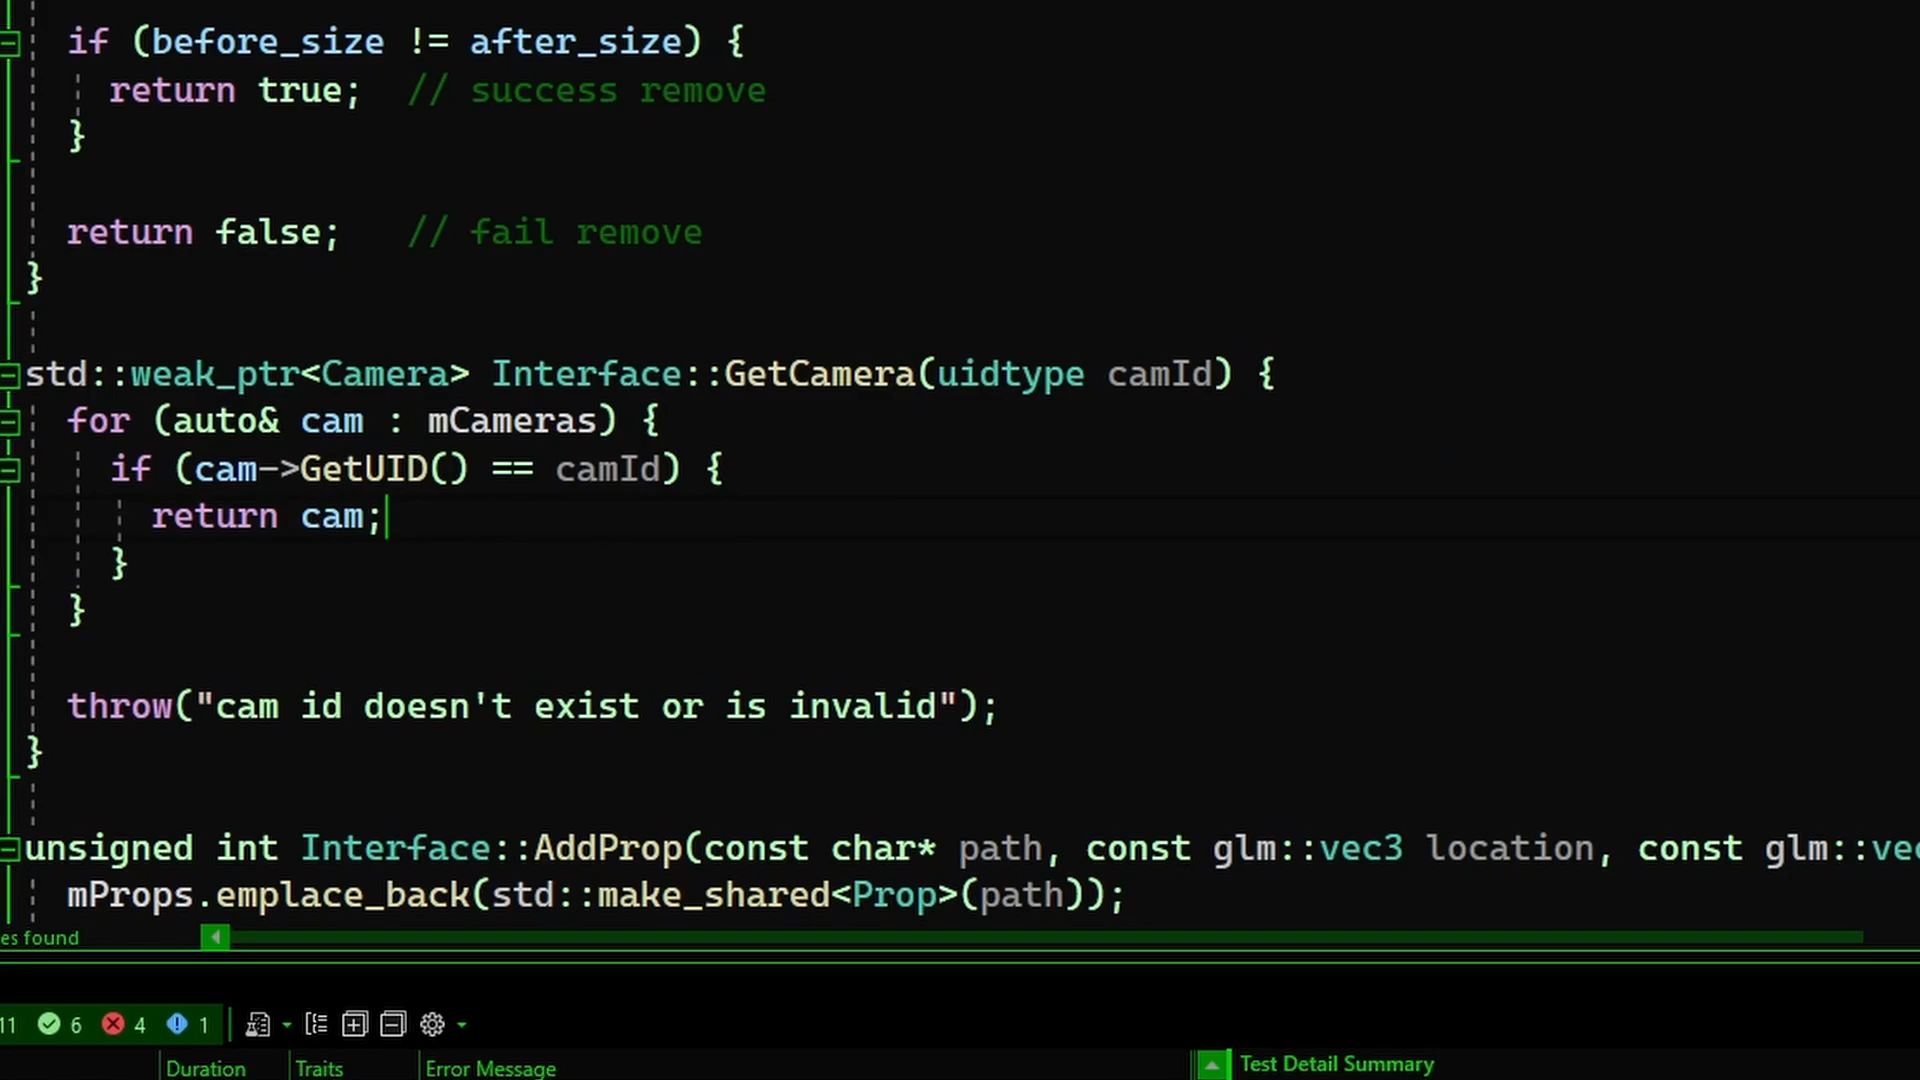 if (before_size != after_size) {
return true;  // success remove
}
return false;   // fail remove
}
std::weak_ptr<Camera> Interface::GetCamera(uidtype camId) {
for (auto& cam : mCameras) {
if (cam->GetUID() == camId) {
return cam;
}
}
throw("cam id doesn't exist or is invalid");
}
unsigned int Interface::AddProp(const char* path, const glm::vec3 location, const glm::vec
mProps.emplace_back(std::make_shared<Prop>(path));
es found
11 6 4 1
Duration Traits Error Message Test Detail Summary